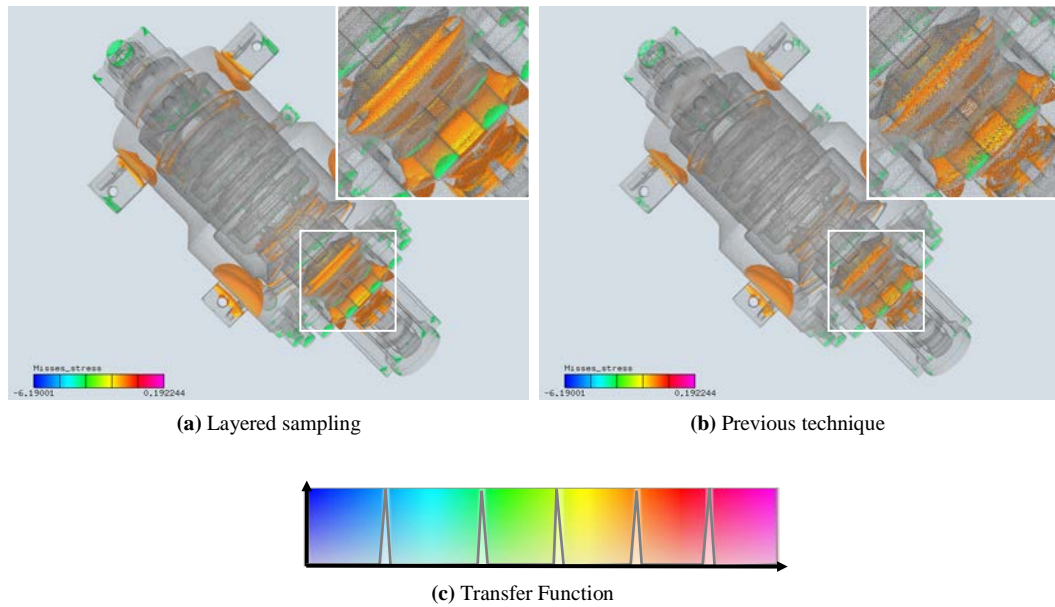 Misses_stress
-6.19001 0.192244
Misses_stress
-6.19001 0.192244
(a) Layered sampling
(b) Previous technique
(c) Transfer Function